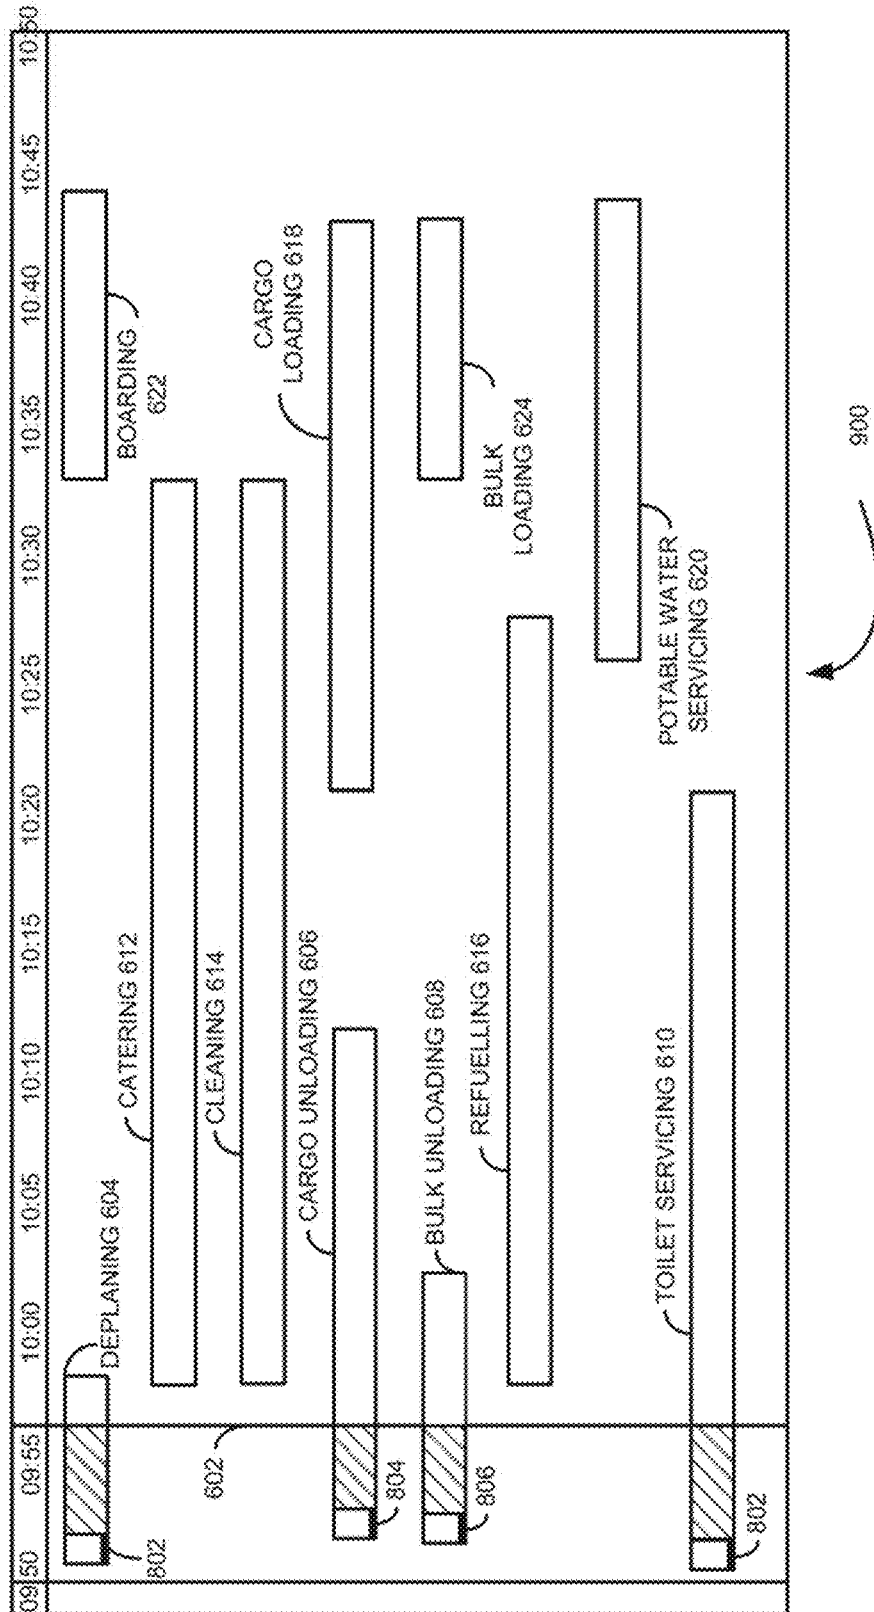 09:50
09:55
10:00
10:05
10:10
10:15
10:20
10:25
10:30
10:35
10:40
10:45
10:50
802
DEPLANING 604
BOARDING
622
CATERING 612
602
CLEANING 614
CARGO
LOADING 618
CARGO UNLOADING 606
804
BULK UNLOADING 608
806
BULK
LOADING 624
REFUELLING 616
POTABLE WATER
SERVICING 620
TOILET SERVICING 610
802
900